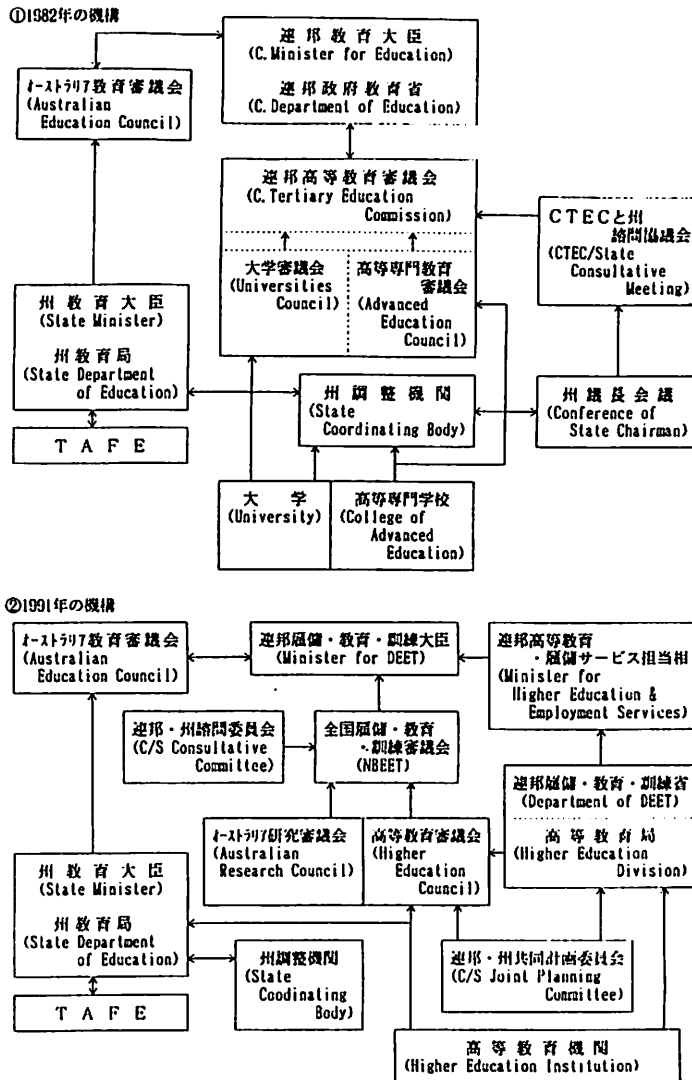 ①1982年の機構
連邦教育大臣
(C.Minister for Education)
連邦政府教育省
(C.Department of Education)
オーストラリア教育審議会
(Australian
Education Council)
連邦高等教育審議会
(C.Tertiary Education
Commission)
大学審議会
(Universities
Council)
高等専門教育
審議会
(Advanced
Education
Council)
CTECと州
諮問協議会
(CTEC/State
Consultative
Meeting)
州教育大臣
(State Minister)
州教育局
(State Department
of Education)
TAFE
州調整機関
(State
Coordinating Body)
州議長会議
(Conference of
State Chairman)
大学
(University)
高等専門学校
(College of
Advanced
Education)
②1991年の機構
オーストラリア教育審議会
(Australian
Education Council)
連邦雇傭・教育・訓練大臣
(Minister for DEET)
連邦高等教育
・雇傭サービス担当相
(Minister for
Higher Education &
Employment Services)
連邦・州諮問委員会
(C/S Consultative
Committee)
全国雇傭・教育
・訓練審議会
(NBEET)
連邦雇傭・教育・訓練省
(Department of DEET)
高等教育局
(Higher Education
Division)
オーストラリア研究審議会
(Australian
Research Council)
高等教育審議会
(Higher
Education
Council)
州教育大臣
(State Minister)
州教育局
(State Department
of Education)
TAFE
州調整機関
(State
Coodinating
Body)
連邦・州共同計画委員会
(C/S Joint Planning
Committee)
高等教育機関
(Higher Education Institution)